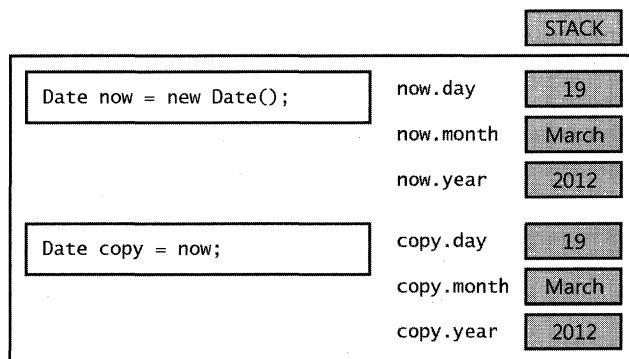 STACK
Date now = new Date();
now.day 19
now.month March
now.year 2012
Date copy = now;
copy.day 19
copy.month March
copy.year 2012